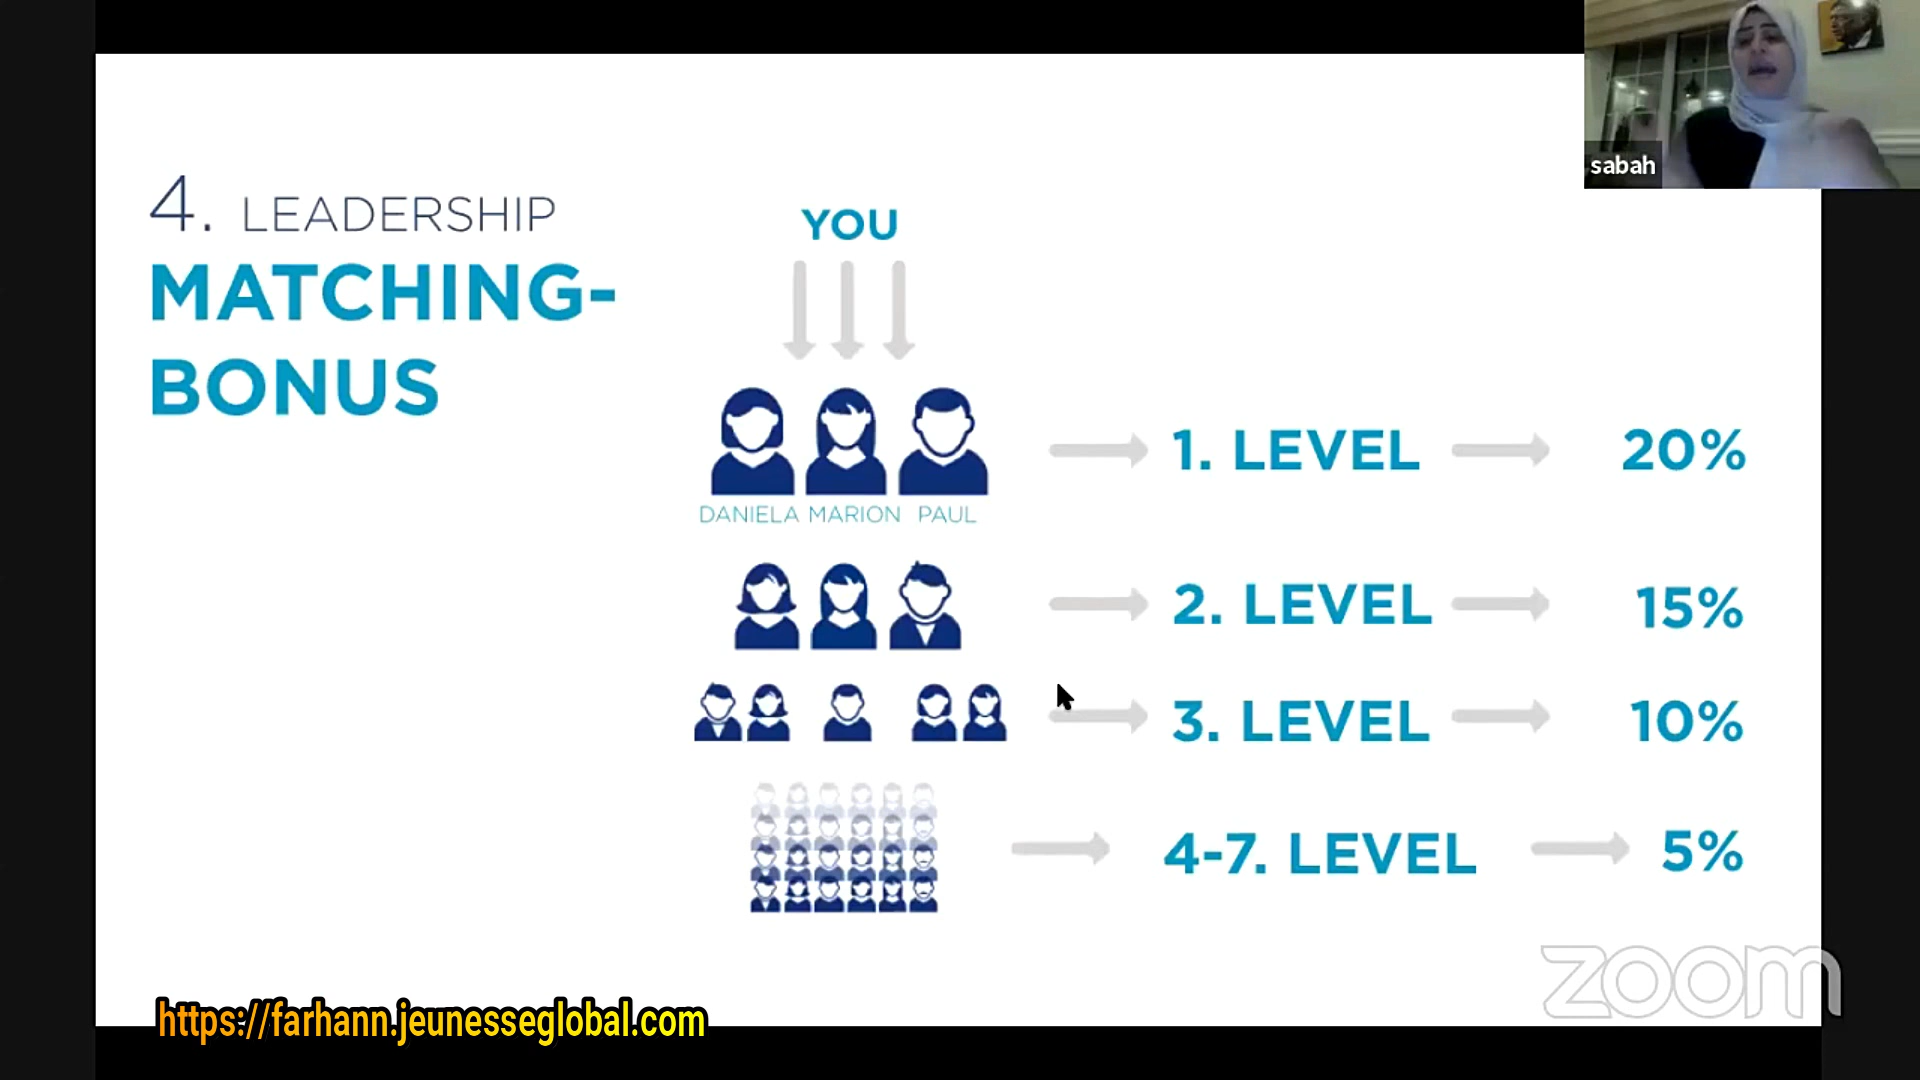 sabah
4. LEADERSHIP
MATCHING-
BONUS
YOU
1. LEVEL 20%
DANIELA MARION PAUL
2. LEVEL 15%
3. LEVEL 10%
4-7. LEVEL 5%
zoom
https://farhann.jeunesseglobal.com